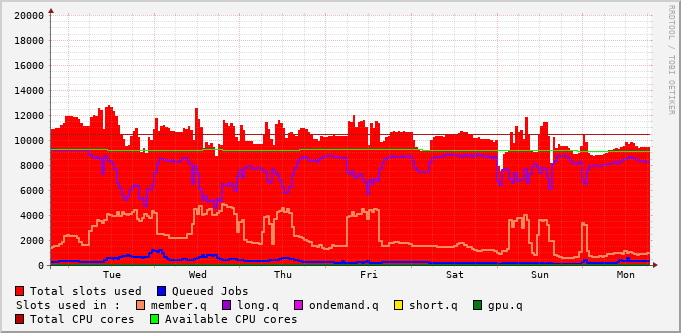 RRDTOOL / TOBI OETIKER
20000
18000
16000
14000
12000
10000
8000
6000
4000
2000
0
Tue Wed Thu Fri Sat Sun Mon
Total slots used Queued Jobs
Slots used in : member.q long.q ondemand.q short.q gpu.q
Total CPU cores Available CPU cores